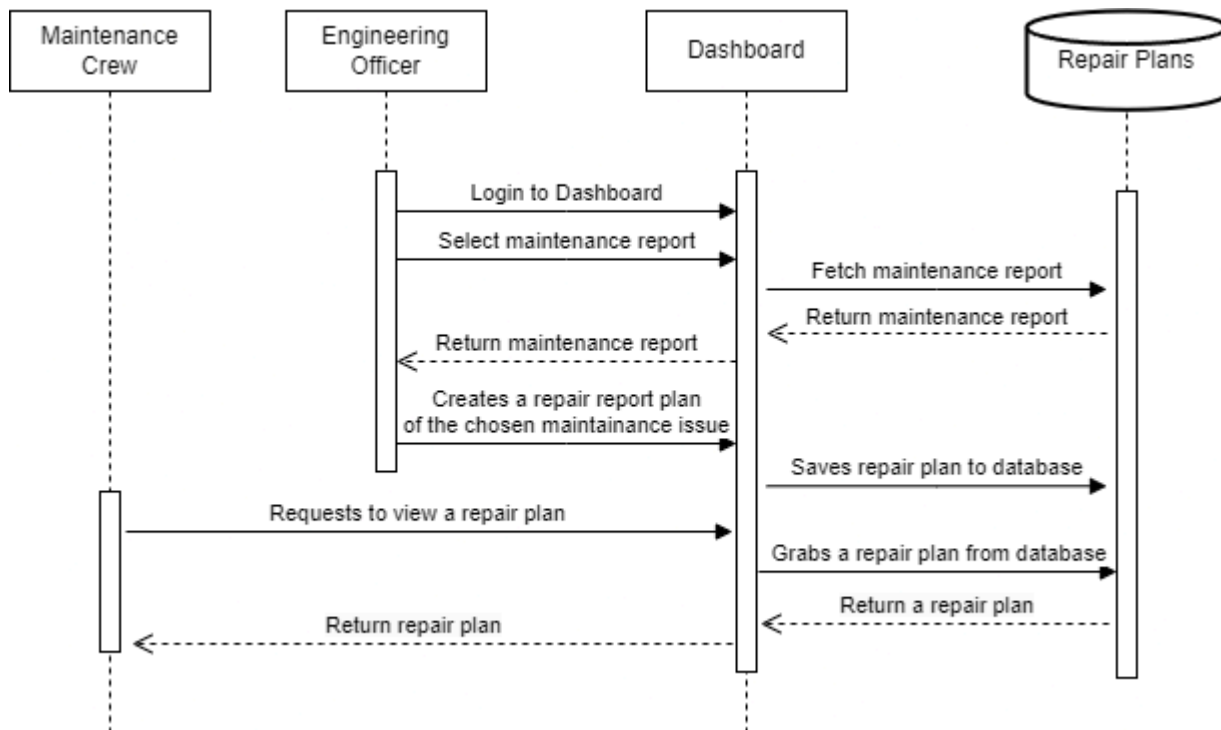 Maintenance
Crew
Engineering
Officer
Dashboard
Repair Plans
Login to Dashboard
Select maintenance report
Fetch maintenance report
Return maintenance report
Return maintenance report
Creates a repair report plan
of the chosen maintainance issue
Saves repair plan to database
Requests to view a repair plan
Grabs a repair plan from database
Return a repair plan
Return repair plan